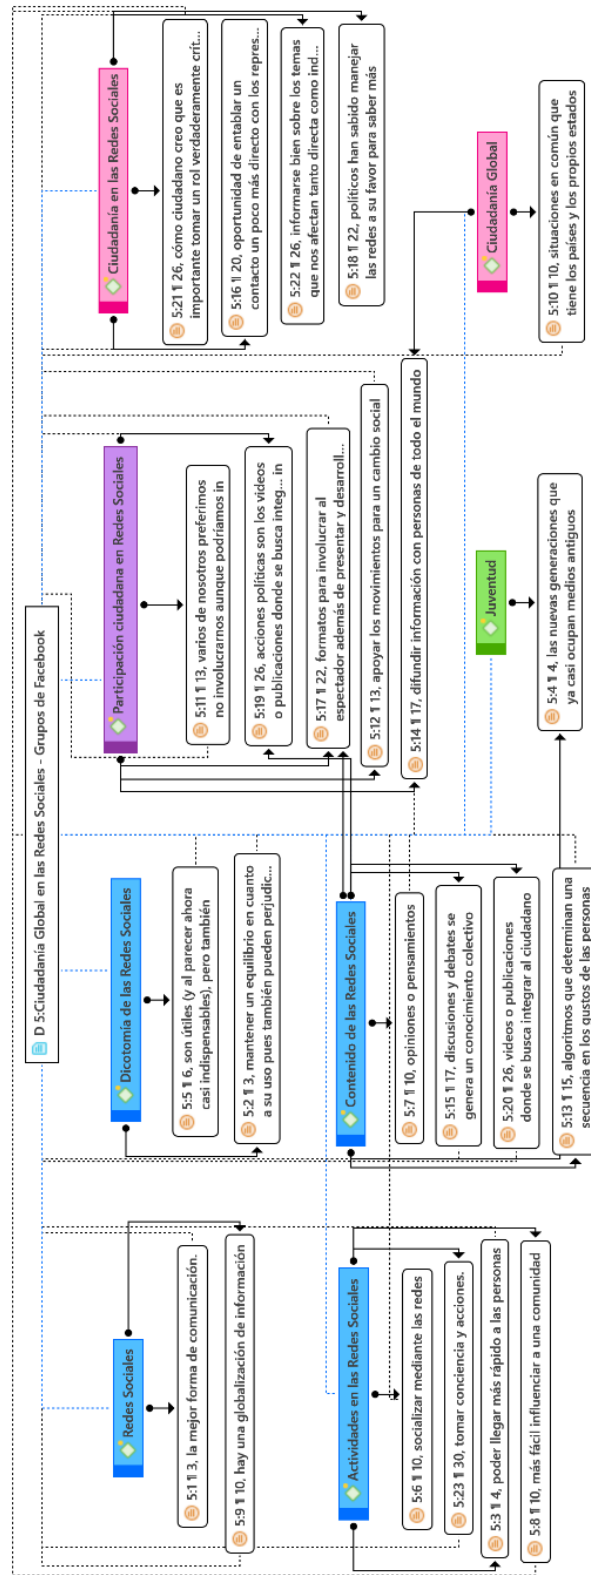 D 5:Ciudadanía Global en las Redes Sociales - Grupos de Facebook
Redes Sociales
5:1 ¶ 3, la mejor forma de comunicación.
5:9 ¶ 10, hay una globalización de información
Dicotomía de las Redes Sociales
5:5 ¶ 6, son útiles (y al parecer ahora
casi indispensables), pero también
5:2 ¶ 3, mantener un equilibrio en cuanto
a su uso pues también pueden perjudic...
Participación ciudadana en Redes Sociales
5:11 ¶ 13, varios de nosotros preferimos
no involucrarnos aunque podríamos in
5:19 ¶ 26, acciones políticas son los videos
o publicaciones donde se busca integ... in
5:17 ¶ 22, formatos para involucrar al
espectador además de presentar y desarroll...
5:12 ¶ 13, apoyar los movimientos para un cambio social
5:14 ¶ 17, difundir información con personas de todo el mundo
Ciudadanía en las Redes Sociales
5:21 ¶ 26, cómo ciudadano creo que es
importante tomar un rol verdaderamente crít...
5:16 ¶ 20, oportunidad de entablar un
contacto un poco más directo con los repres...
5:22 ¶ 26, informarse bien sobre los temas
que nos afectan tanto directa como ind...
5:18 ¶ 22, políticos han sabido manejar
las redes a su favor para saber más
Actividades en las Redes Sociales
5:6 ¶ 10, socializar mediante las redes
5:23 ¶ 30, tomar conciencia y acciones.
5:3 ¶ 4, poder llegar más rápido a las personas
5:8 ¶ 10, más fácil influenciar a una comunidad
Contenido de las Redes Sociales
5:7 ¶ 10, opiniones o pensamientos
5:15 ¶ 17, discusiones y debates se
genera un conocimiento colectivo
5:20 ¶ 26, videos o publicaciones
donde se busca integrar al ciudadano
5:13 ¶ 15, algoritmos que determinan una
secuencia en los gustos de las personas
Juventud
5:4 ¶ 4, las nuevas generaciones que
ya casi ocupan medios antiguos
Ciudadanía Global
5:10 ¶ 10, situaciones en común que
tiene los países y los propios estados